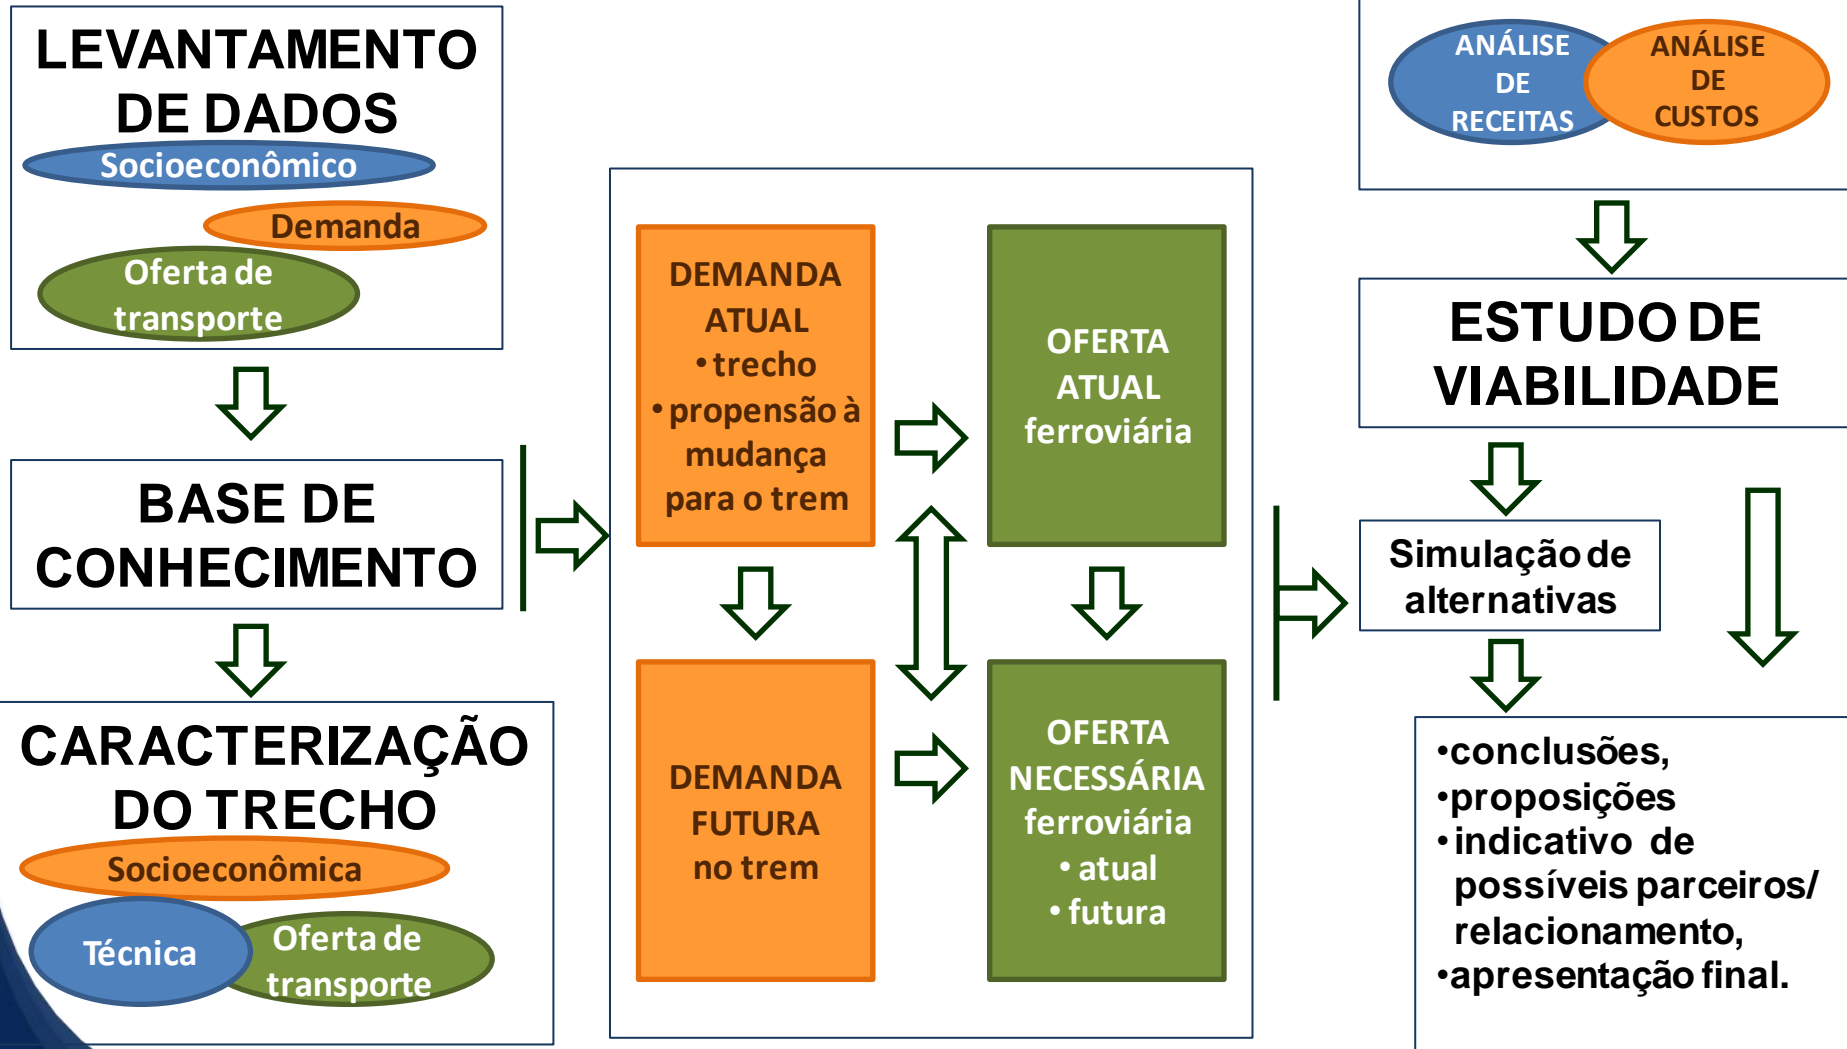 LEVANTAMENTO
DE DADOS
Socioeconômico
Demanda
Oferta de
transporte
BASE DE
CONHECIMENTO
CARACTERIZAÇÃO
DO TRECHO
Socioeconômica
Técnica
Oferta de
transporte
DEMANDA
ATUAL
• trecho
• propensão à
mudança
para o trem
OFERTA
ATUAL
ferroviária
DEMANDA
FUTURA
no trem
OFERTA
NECESSÁRIA
ferroviária
• atual
• futura
ANÁLISE
DE
RECEITAS
ANÁLISE
DE
CUSTOS
ESTUDO DE
VIABILIDADE
Simulação de
alternativas
•conclusões,
•proposições
•indicativo de
possíveis parceiros/
relacionamento,
•apresentação final.